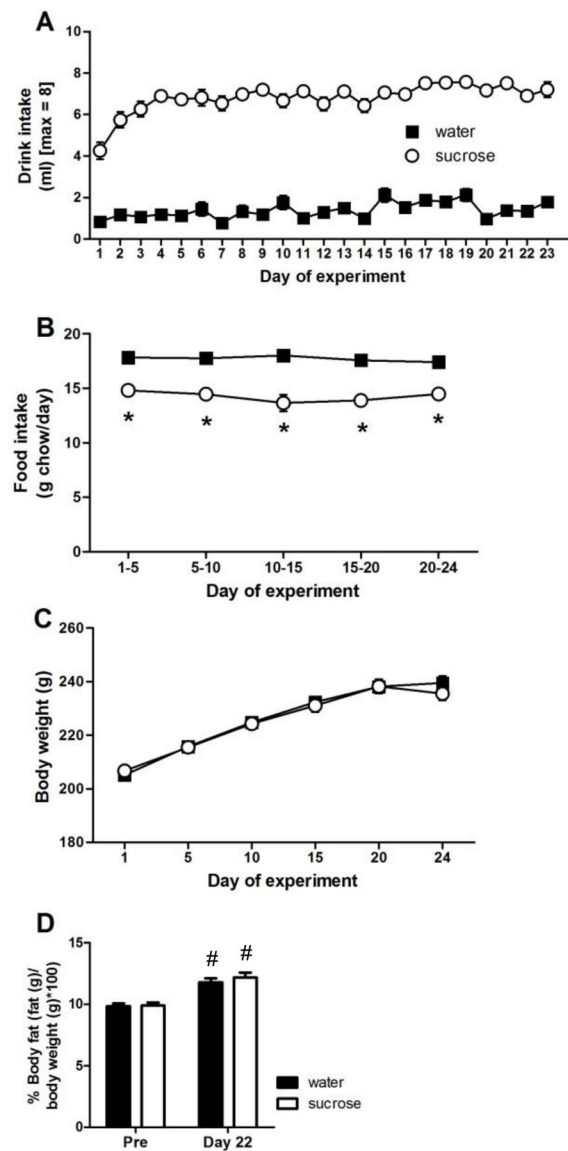 A
Drink intake
(ml) [max = 8]
8
6
4
2
0
water
sucrose
1 2 3 4 5 6 7 8 9 10 11 12 13 14 15 16 17 18 19 20 21 22 23
Day of experiment
B
Food intake
(g chow/day)
20
15
10
5
0
* * * * *
1-5 5-10 10-15 15-20 20-24
Day of experiment
C
Body weight (g)
260
240
220
200
180
1 5 10 15 20 24
Day of experiment
D
% Body fat (fat (g)/
body weight (g)*100)
15
10
5
0
# #
water
sucrose
Pre Day 22